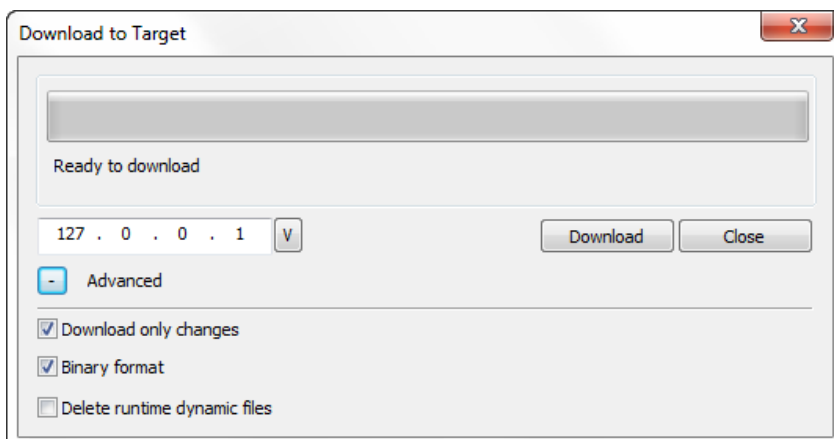 Download to Target
Ready to download
127 . 0 . 0 . 1 V Download Close
- Advanced
Download only changes
Binary format
Delete runtime dynamic files